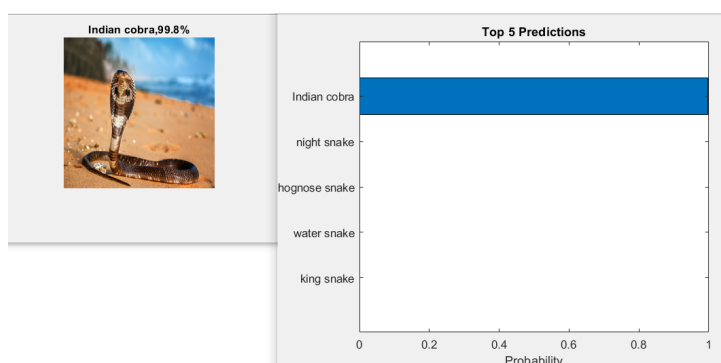 Indian cobra,99.8%
Top 5 Predictions
Indian cobra
night snake
hognose snake
water snake
king snake
0 0.2 0.4 0.6 0.8 1
Probability